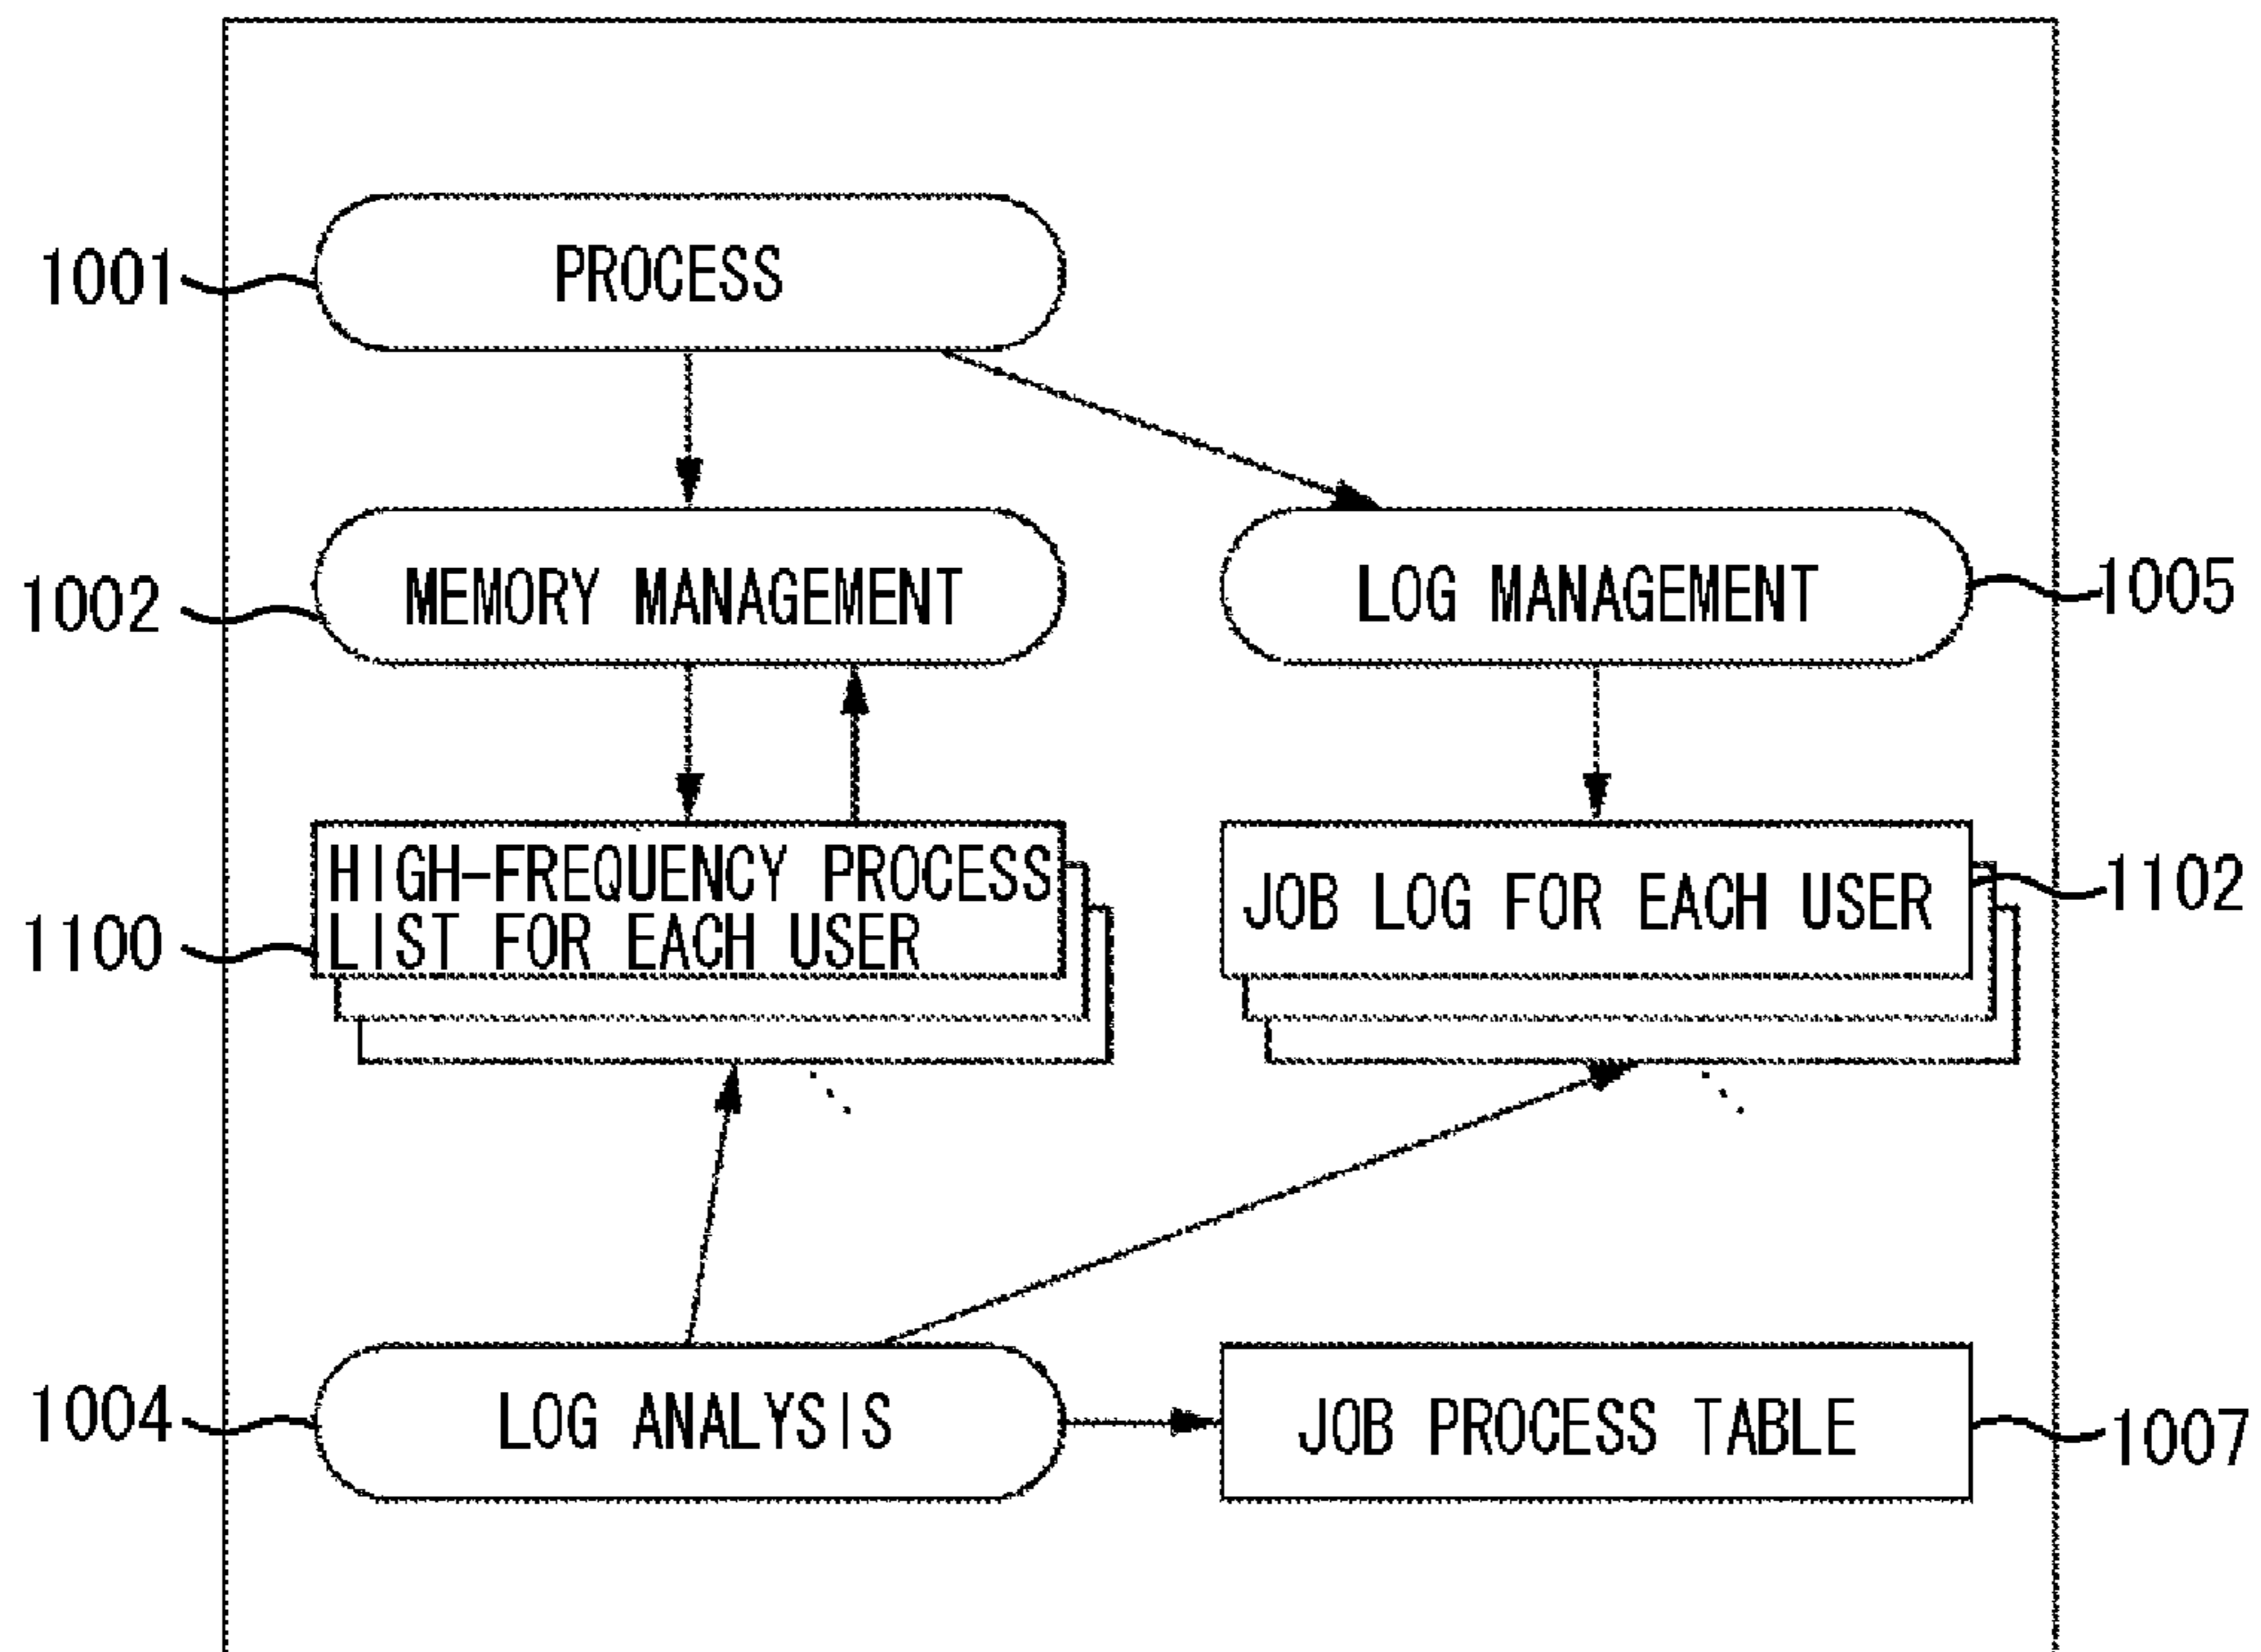 1001
PROCESS
1002
MEMORY MANAGEMENT
LOG MANAGEMENT
1005
1100
HIGH-FREQUENCY PROCESS
LIST FOR EACH USER
JOB LOG FOR EACH USER
1102
1004
LOG ANALYSIS
JOB PROCESS TABLE
1007